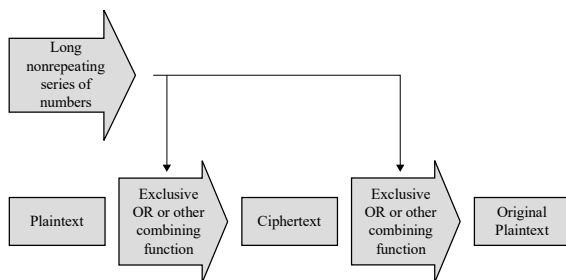 Long
nonrepeating
series of
numbers
Plaintext
Exclusive
OR or other
combining
function
Ciphertext
Exclusive
OR or other
combining
function
Original
Plaintext